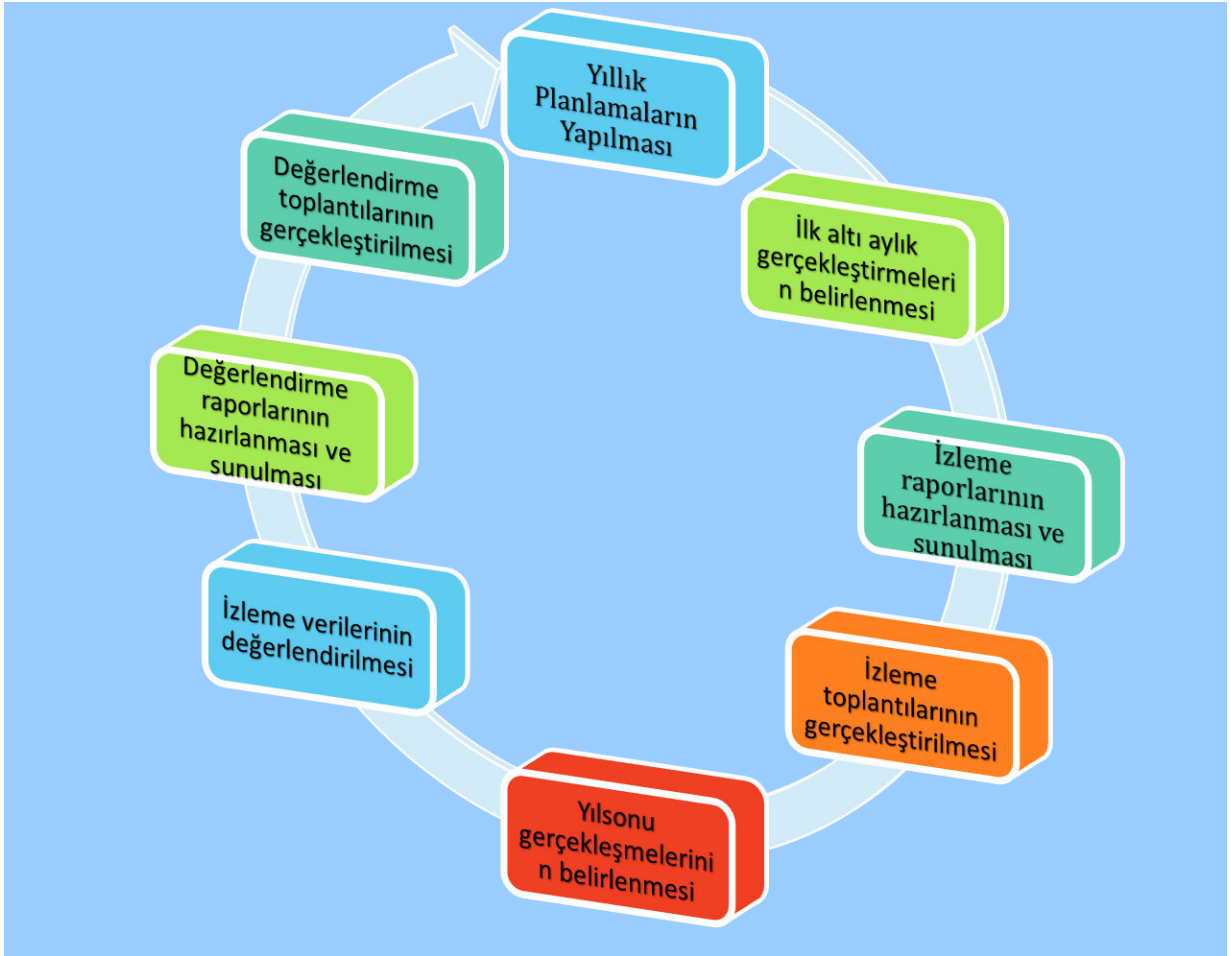 Yıllık
Planlamaların
Yapılması
İlk altı aylık
gerçekleştirmeleri
n belirlenmesi
İzleme
raporlarının
hazırlanması ve
sunulması
İzleme
toplantılarının
gerçekleştirilmesi
Yılsonu
gerçekleşmelerini
n belirlenmesi
İzleme verilerinin
değerlendirilmesi
Değerlendirme
raporlarının
hazırlanması ve
sunulması
Değerlendirme
toplantılarının
gerçekleştirilmesi